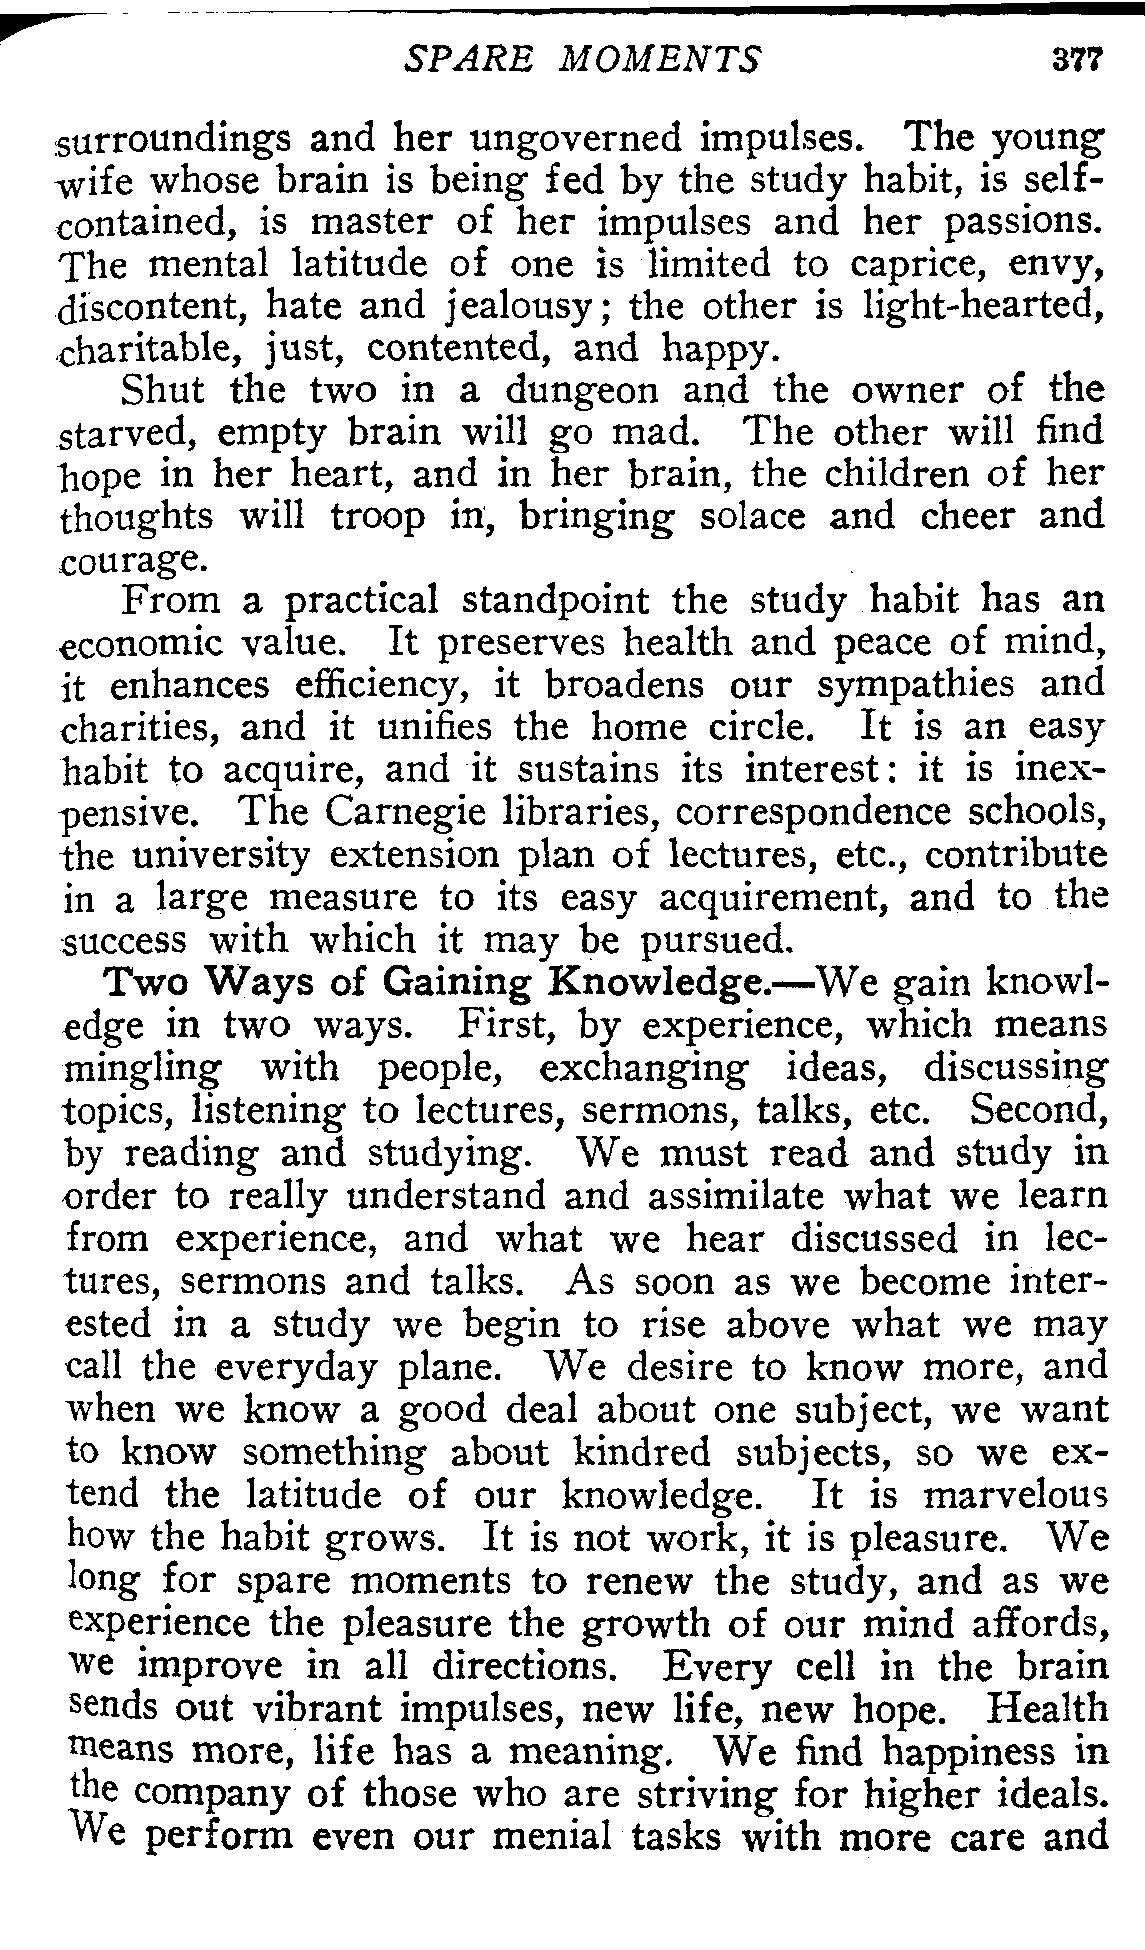 SPARE MOMENTS 377
surroundings and her ungoverned impulses. The young
wife whose brain is being fed by the study habit, is self-
contained, is master of her impulses and her passions.
The mental latitude of one is limited to caprice, envy,
discontent, hate and jealousy; the other is light-hearted,
charitable, just, contented, and happy.
Shut the two in a dungeon and the owner of the
starved, empty brain will go mad. The other will find
hope in her heart, and in her brain, the children of her
thoughts will troop in, bringing solace and cheer and
courage.
From a practical standpoint the study habit has an
economic value. It preserves health and peace of mind,
it enhances efficiency, it broadens our sympathies and
charities, and it unifies the home circle. It is an easy
habit to acquire, and it sustains its interest: it is inex-
pensive. The Carnegie libraries, correspondence schools,
the university extension plan of lectures, etc., contribute
in a large measure to its easy acquirement, and to the
success with which it may be pursued.
Two Ways of Gaining Knowledge.—We gain knowl-
edge in two ways. First, by experience, which means
mingling with people, exchanging ideas, discussing
topics, listening to lectures, sermons, talks, etc. Second,
by reading and studying. We must read and study in
order to really understand and assimilate what we learn
from experience, and what we hear discussed in lec-
tures, sermons and talks. As soon as we become inter-
ested in a study we begin to rise above what we may
call the everyday plane. We desire to know more, and
when we know a good deal about one subject, we want
to know something about kindred subjects, so we ex-
tend the latitude of our knowledge. It is marvelous
how the habit grows. It is not work, it is pleasure. We
long for spare moments to renew the study, and as we
experience the pleasure the growth of our mind affords,
we improve in all directions. Every cell in the brain
sends out vibrant impulses, new life, new hope. Health
means more, life has a meaning. We find happiness in
the company of those who are striving for higher ideals.
We perform even our menial tasks with more care and